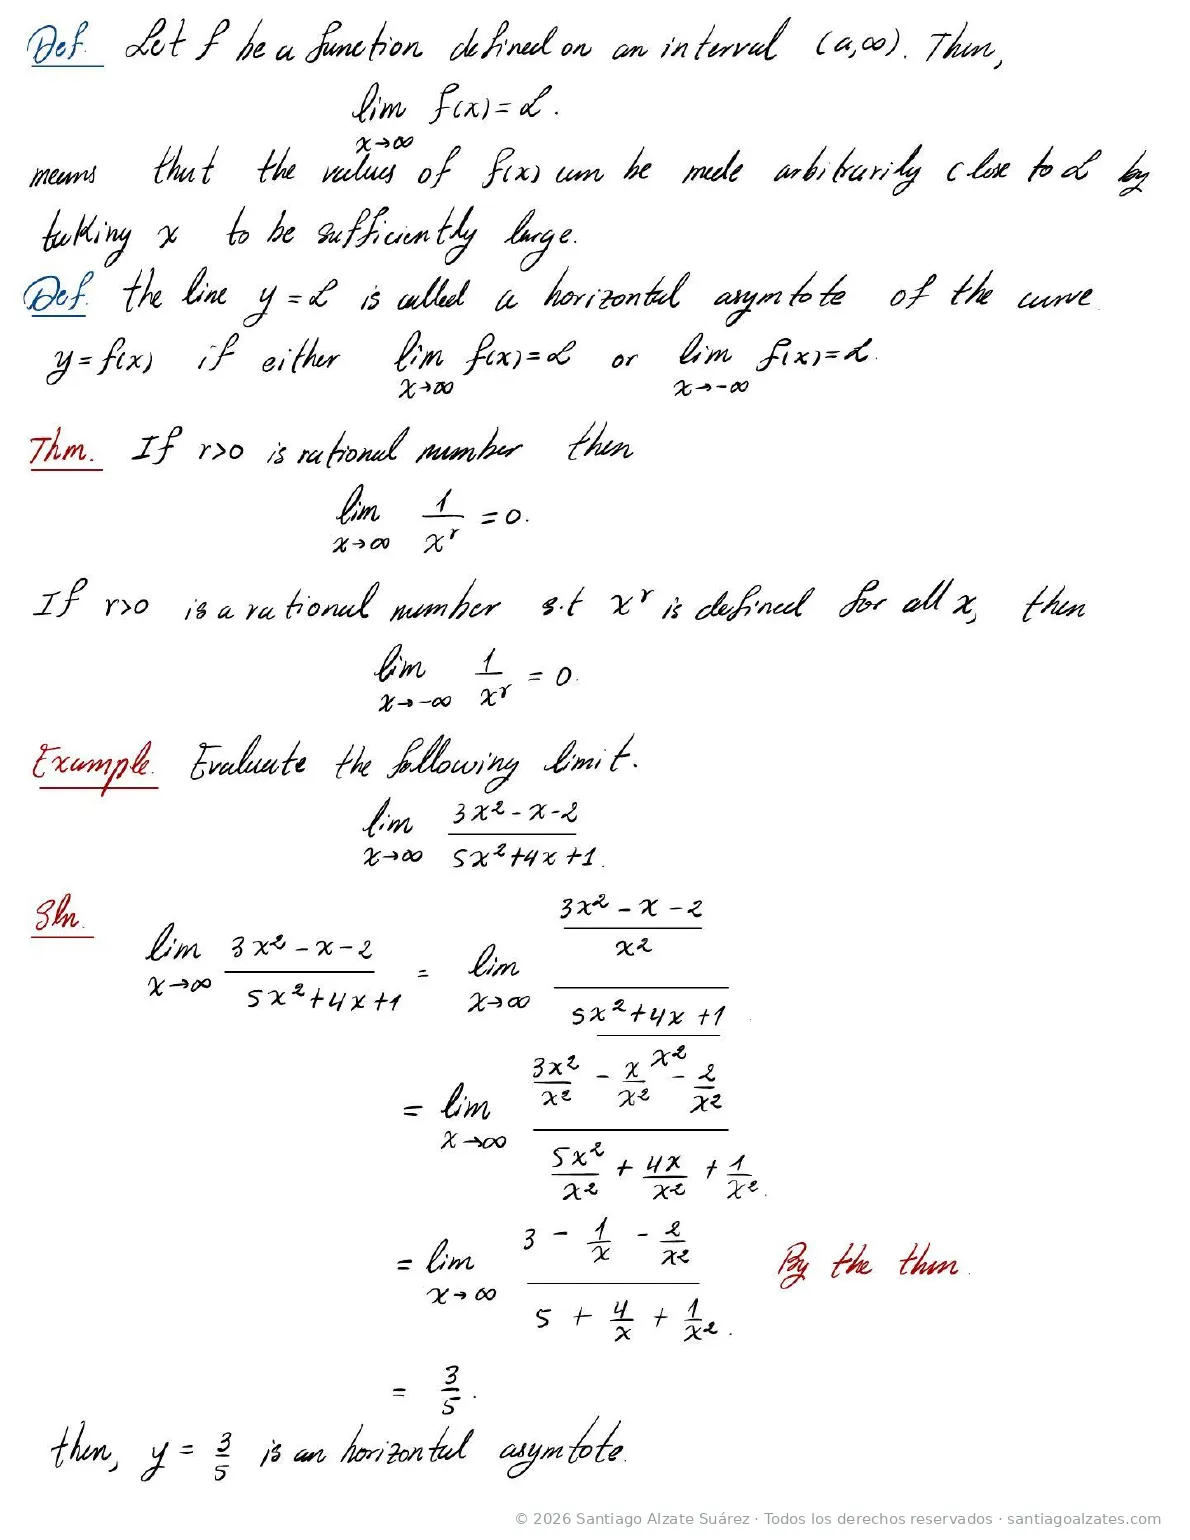 Def. Let f be a function defined on an interval (a,∞). Then,
lim f(x) = L.
x→∞
means that the values of f(x) can be made arbitrarily close to L by
taking x to be sufficiently large.
Def. the line y = L is called a horizontal asymtote of the curve
y = f(x) if either lim f(x) = L or lim f(x) = L.
x→∞ x→-∞
Thm. If r>0 is rational number then
lim 1/x^r = 0.
x→∞
If r>0 is a rational number s.t x^r is defined for all x, then
lim 1/x^r = 0.
x→-∞
Example. Evaluate the following limit.
lim (3x² - x - 2)/(5x² + 4x + 1).
x→∞
Sln.
lim (3x² - x - 2)/(5x² + 4x + 1) = lim ((3x² - x - 2)/x²)/((5x² + 4x + 1)/x²)
x→∞ x→∞
= lim (3x²/x² - x/x² - 2/x²)/(5x²/x² + 4x/x² + 1/x²).
x→∞
= lim (3 - 1/x - 2/x²)/(5 + 4/x + 1/x²). By the thm.
x→∞
= 3/5.
then, y = 3/5 is an horizontal asymtote.
© 2026 Santiago Alzate Suárez · Todos los derechos reservados · santiagoalzates.com